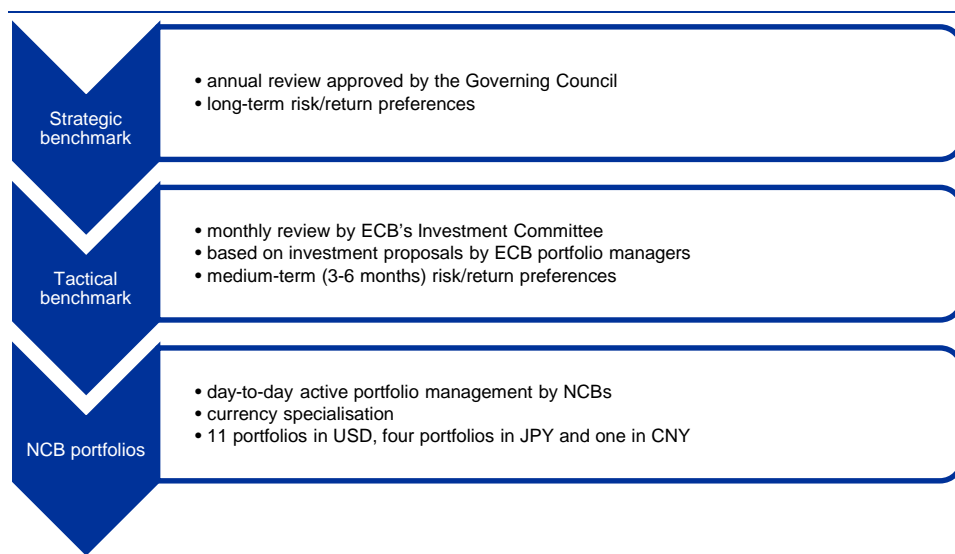 Strategic
benchmark
• annual review approved by the Governing Council
• long-term risk/return preferences
Tactical
benchmark
• monthly review by ECB's Investment Committee
• based on investment proposals by ECB portfolio managers
• medium-term (3-6 months) risk/return preferences
NCB portfolios
• day-to-day active portfolio management by NCBs
• currency specialisation
• 11 portfolios in USD, four portfolios in JPY and one in CNY